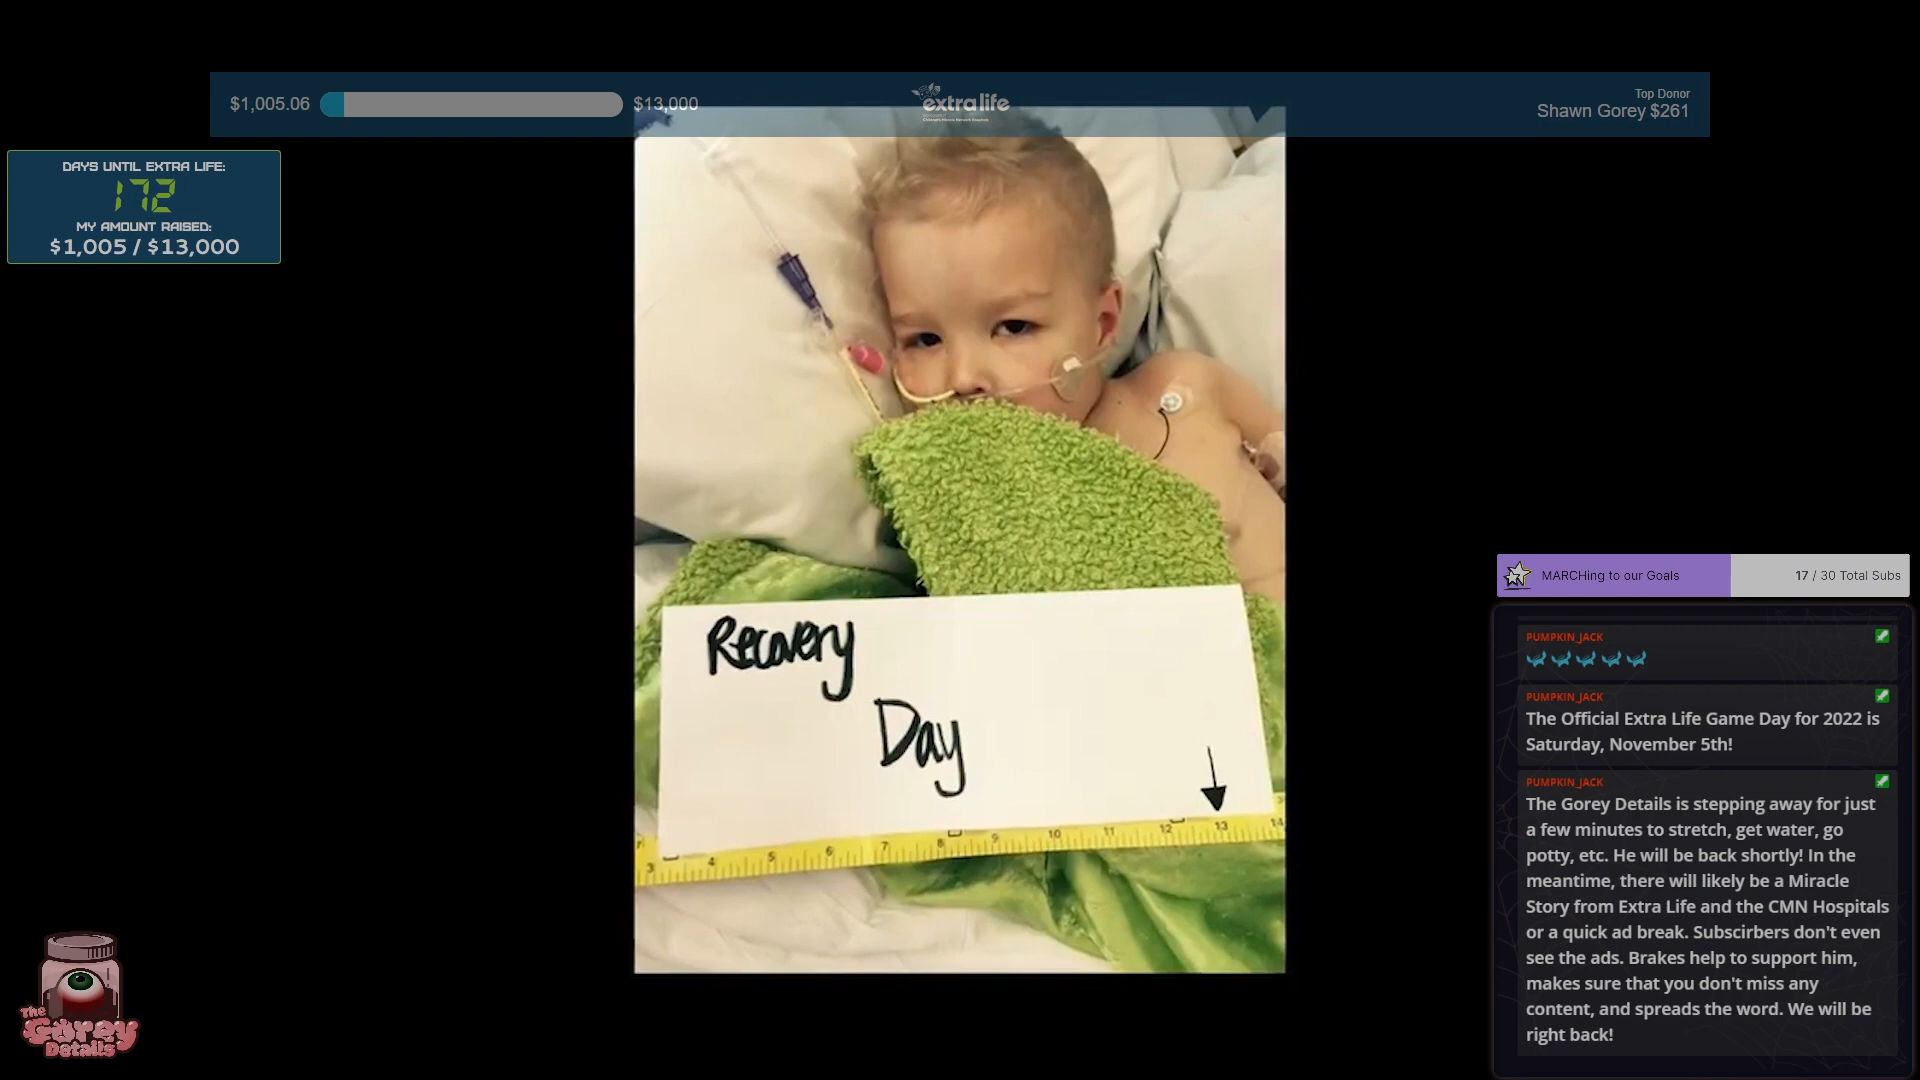 $1,005.06
$13,000
extralife
Top Donor
Shawn Gorey $261
DAYS UNTIL EXTRA LIFE:
172
MY AMOUNT RAISED:
$1,005 / $13,000
Recovery
Day
3 4 5 6 7 8 9 10 11 12 13 14
MARCHing to our Goals
17 / 30 Total Subs
PUMPKIN_JACK
PUMPKIN_JACK
The Official Extra Life Game Day for 2022 is
Saturday, November 5th!
PUMPKIN_JACK
The Gorey Details is stepping away for just
a few minutes to stretch, get water, go
potty, etc. He will be back shortly! In the
meantime, there will likely be a Miracle
Story from Extra Life and the CMN Hospitals
or a quick ad break. Subscirbers don't even
see the ads. Brakes help to support him,
makes sure that you don't miss any
content, and spreads the word. We will be
right back!
The
Gorey
Details